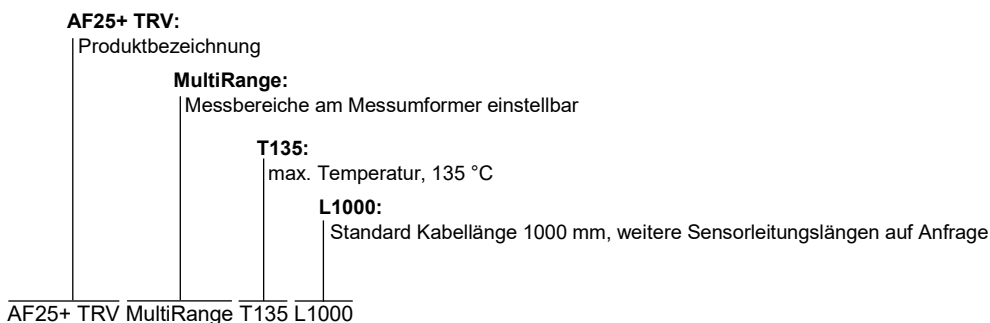 AF25+ TRV:
Produktbezeichnung
MultiRange:
Messbereiche am Messumformer einstellbar
T135:
max. Temperatur, 135 °C
L1000:
Standard Kabellänge 1000 mm, weitere Sensorleitungslängen auf Anfrage
AF25+ TRV MultiRange T135 L1000